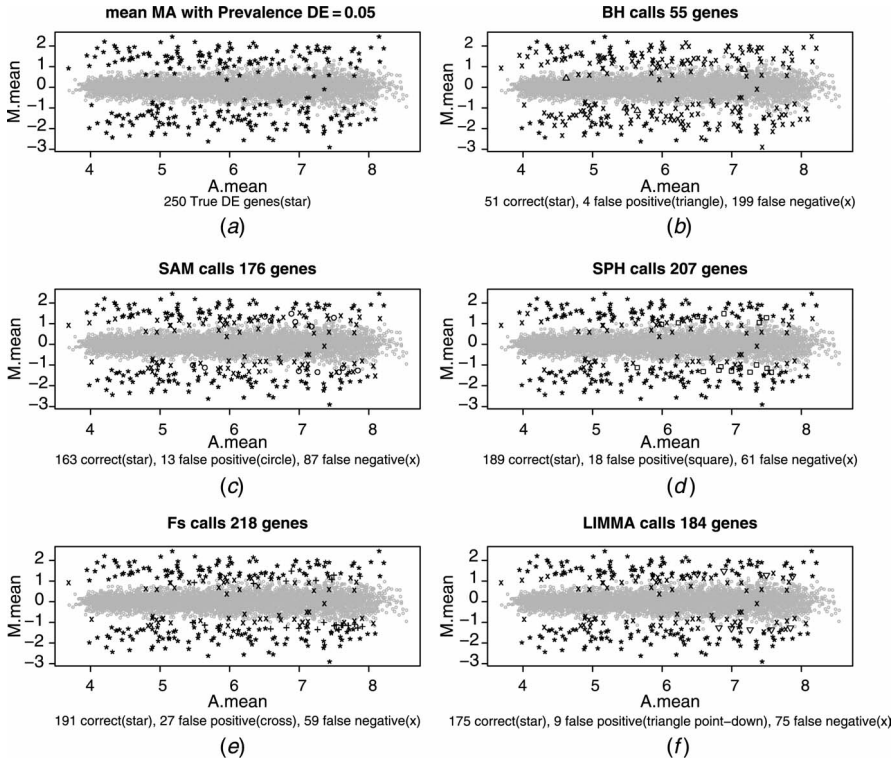 mean MA with Prevalence DE = 0.05
M.mean
2
1
0
−1
−2
−3
4 5 6 7 8
A.mean
250 True DE genes(star)
(a)
BH calls 55 genes
M.mean
2
1
0
−1
−2
−3
4 5 6 7 8
A.mean
51 correct(star), 4 false positive(triangle), 199 false negative(x)
(b)
SAM calls 176 genes
M.mean
2
1
0
−1
−2
−3
4 5 6 7 8
A.mean
163 correct(star), 13 false positive(circle), 87 false negative(x)
(c)
SPH calls 207 genes
M.mean
2
1
0
−1
−2
−3
4 5 6 7 8
A.mean
189 correct(star), 18 false positive(square), 61 false negative(x)
(d)
Fs calls 218 genes
M.mean
2
1
0
−1
−2
−3
4 5 6 7 8
A.mean
191 correct(star), 27 false positive(cross), 59 false negative(x)
(e)
LIMMA calls 184 genes
M.mean
2
1
0
−1
−2
−3
4 5 6 7 8
A.mean
175 correct(star), 9 false positive(triangle point−down), 75 false negative(x)
(f)